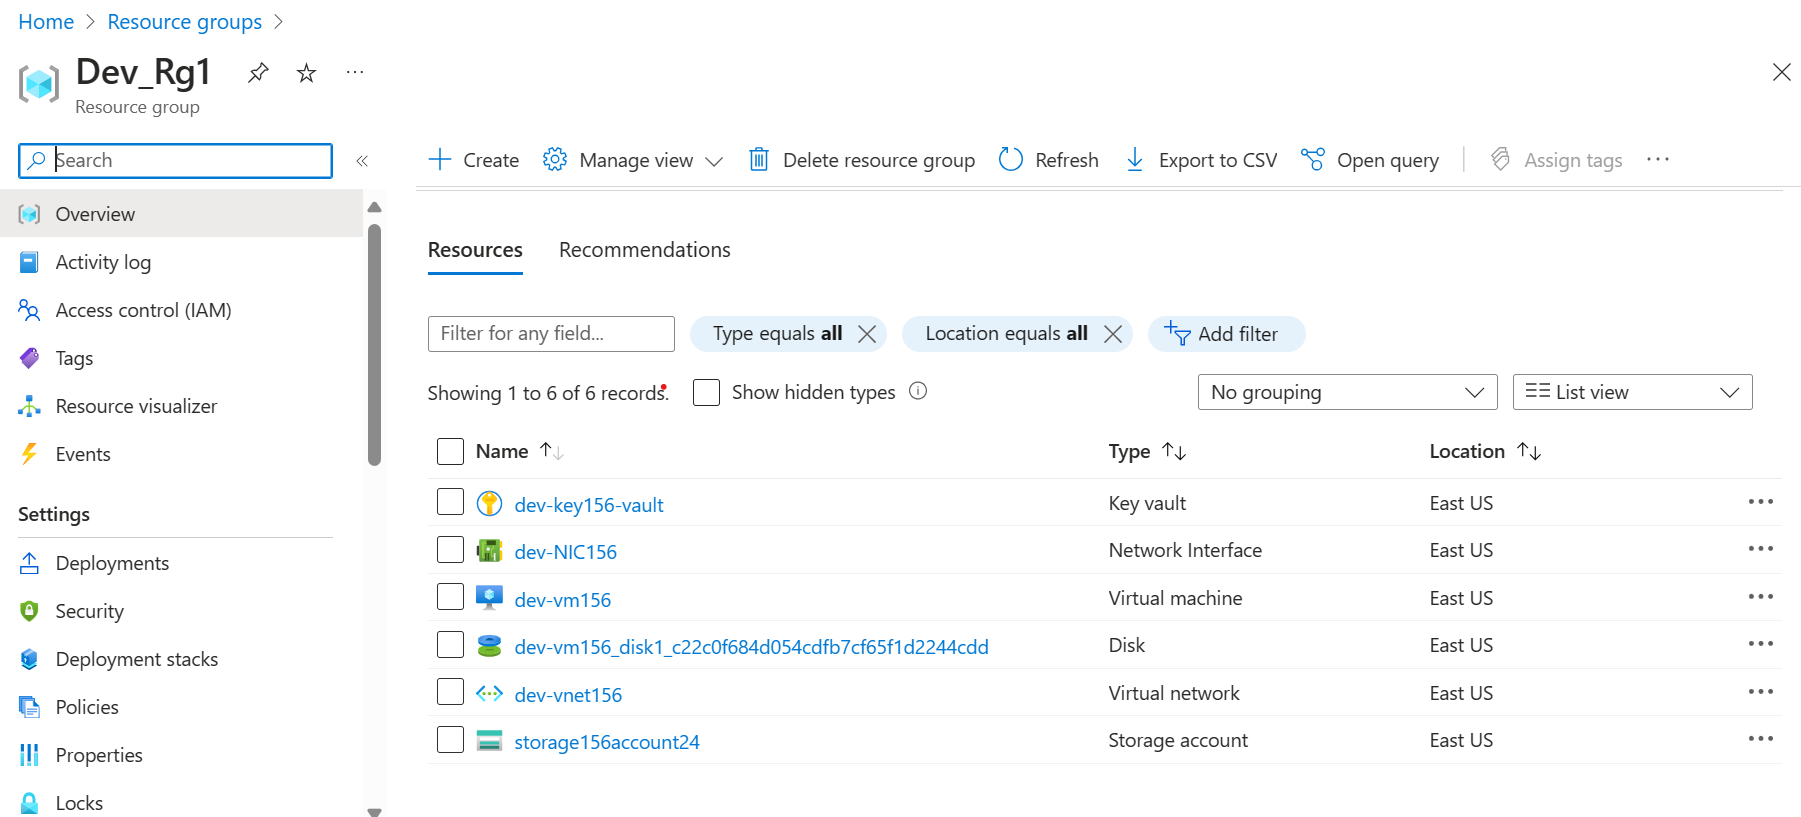 Home > Resource groups >
Dev_Rg1
Resource group
Search
Create Manage view Delete resource group Refresh Export to CSV Open query Assign tags
Overview
Activity log
Access control (IAM)
Tags
Resource visualizer
Events
Settings
Deployments
Security
Deployment stacks
Policies
Properties
Locks
Resources Recommendations
Filter for any field... Type equals all Location equals all Add filter
Showing 1 to 6 of 6 records. Show hidden types No grouping List view
Name Type Location
dev-key156-vault Key vault East US
dev-NIC156 Network Interface East US
dev-vm156 Virtual machine East US
dev-vm156_disk1_c22c0f684d054cdfb7cf65f1d2244cdd Disk East US
dev-vnet156 Virtual network East US
storage156account24 Storage account East US